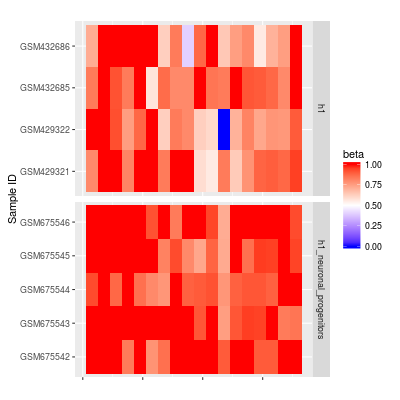 GSM432686
GSM432685
GSM429322
GSM429321
h1
GSM675546
GSM675545
GSM675544
GSM675543
GSM675542
h1_neuronal_progenitors
Sample ID
beta
1.00
0.75
0.50
0.25
0.00